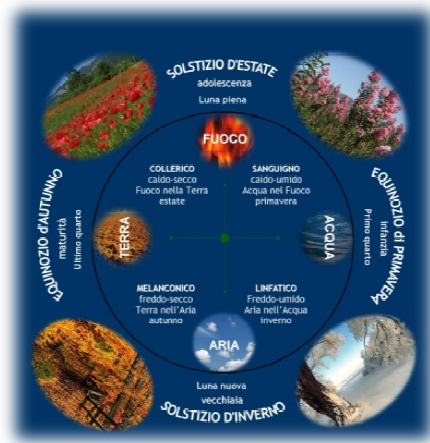 SOLSTIZIO D'ESTATE
adolescenza
Luna piena
FUOCO
COLLERICO
caldo-secco
Fuoco nella Terra
estate
SANGUIGNO
caldo-umido
Acqua nel Fuoco
primavera
EQUINOZIO d'AUTUNNO
maturità
Ultimo quarto
TERRA
ACQUA
EQUINOZIO di PRIMAVERA
infanzia
Primo quarto
MELANCONICO
freddo-secco
Terra nell'Aria
autunno
LINFATICO
Freddo-umido
Aria nell'Acqua
inverno
ARIA
Luna nuova
vecchiaia
SOLSTIZIO D'INVERNO